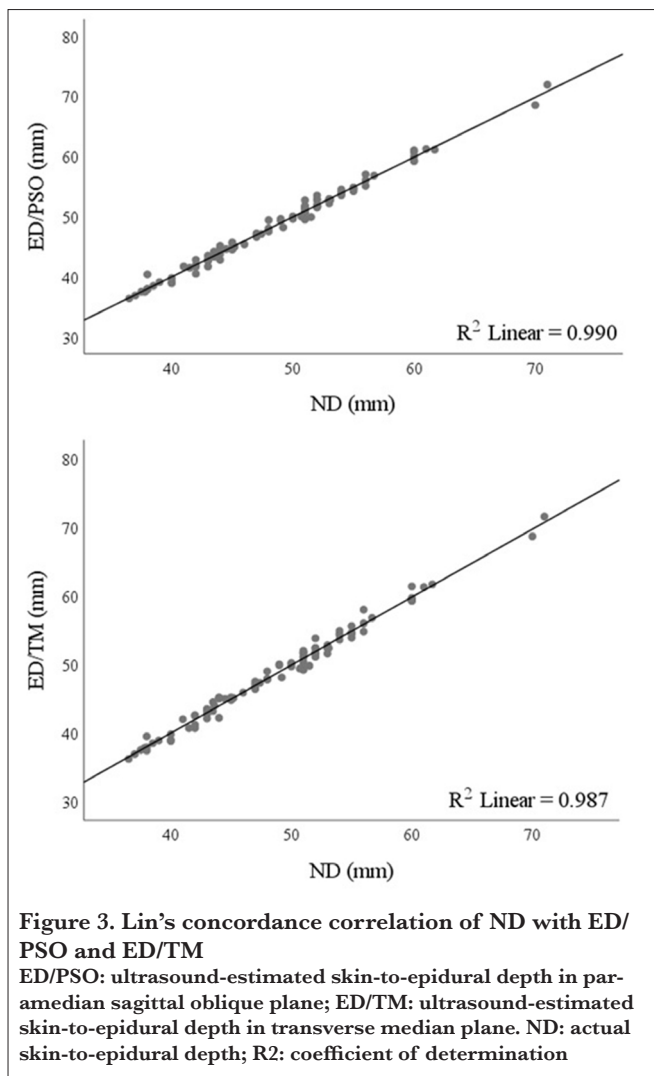 80
70
60
50
40
30
ED/PSO (mm)
R² Linear = 0.990
40 50 60 70
ND (mm)
80
70
60
50
40
30
ED/TM (mm)
R² Linear = 0.987
40 50 60 70
ND (mm)
Figure 3. Lin’s concordance correlation of ND with ED/
PSO and ED/TM
ED/PSO: ultrasound-estimated skin-to-epidural depth in par-
amedian sagittal oblique plane; ED/TM: ultrasound-estimated
skin-to-epidural depth in transverse median plane. ND: actual
skin-to-epidural depth; R2: coefficient of determination